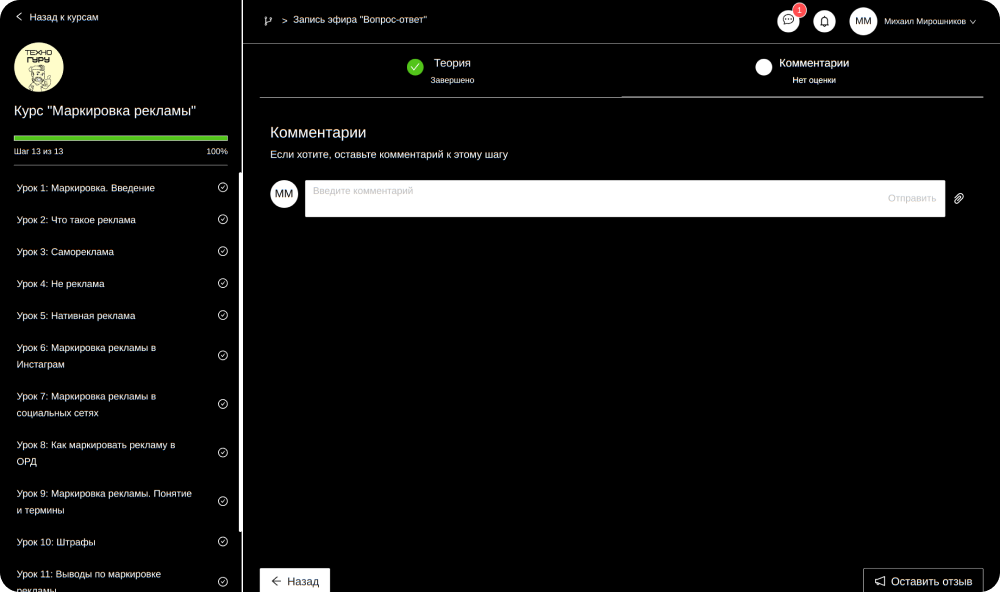 Назад к курсам
ТЕХНО
ГУРУ
Курс "Маркировка рекламы"
Шаг 13 из 13 100%
Урок 1: Маркировка. Введение
Урок 2: Что такое реклама
Урок 3: Самореклама
Урок 4: Не реклама
Урок 5: Нативная реклама
Урок 6: Маркировка рекламы в
Инстаграм
Урок 7: Маркировка рекламы в
социальных сетях
Урок 8: Как маркировать рекламу в
ОРД
Урок 9: Маркировка рекламы. Понятие
и термины
Урок 10: Штрафы
Урок 11: Выводы по маркировке
рекламы
> Запись эфира "Вопрос-ответ"
1
ММ Михаил Мирошников
Теория
Завершено
Комментарии
Нет оценки
Комментарии
Если хотите, оставьте комментарий к этому шагу
ММ
Введите комментарий
Отправить
Назад
Оставить отзыв